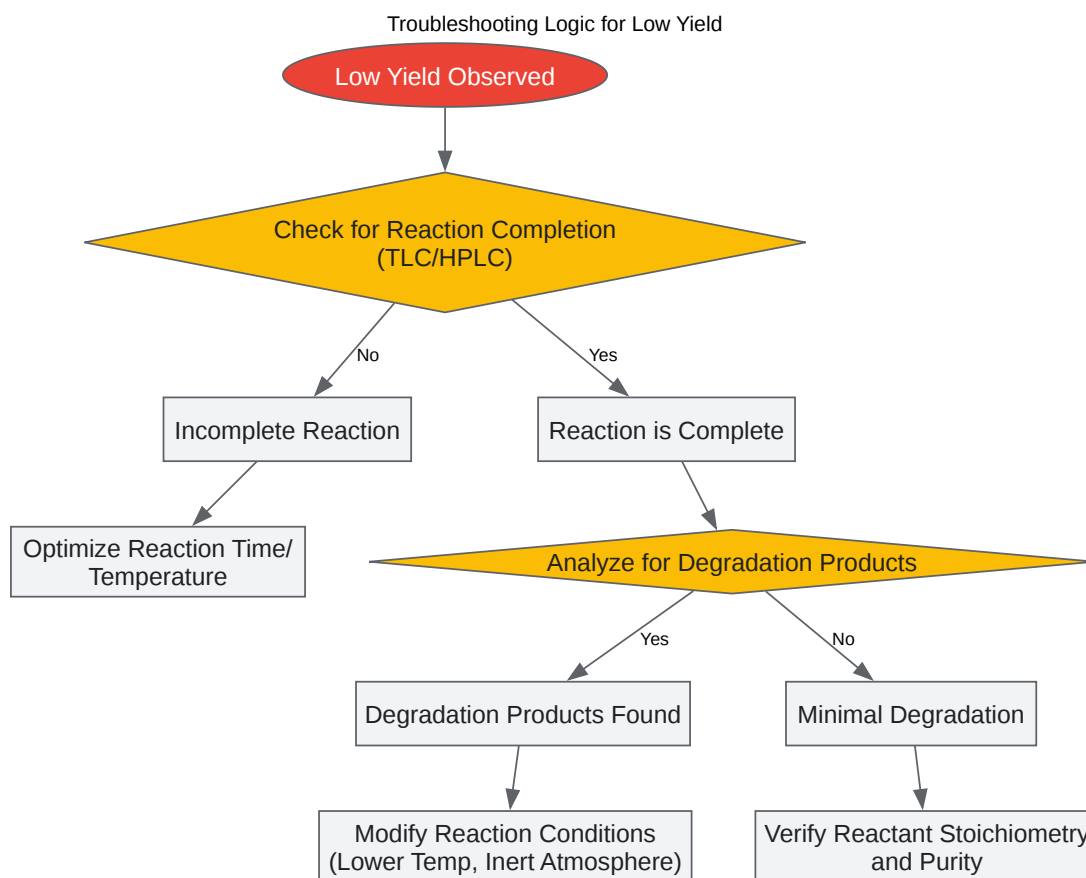 Troubleshooting Logic for Low Yield
Low Yield Observed
Check for Reaction Completion
(TLC/HPLC)
No
Yes
Incomplete Reaction
Reaction is Complete
Optimize Reaction Time/
Temperature
Analyze for Degradation Products
Yes
No
Degradation Products Found
Minimal Degradation
Modify Reaction Conditions
(Lower Temp, Inert Atmosphere)
Verify Reactant Stoichiometry
and Purity